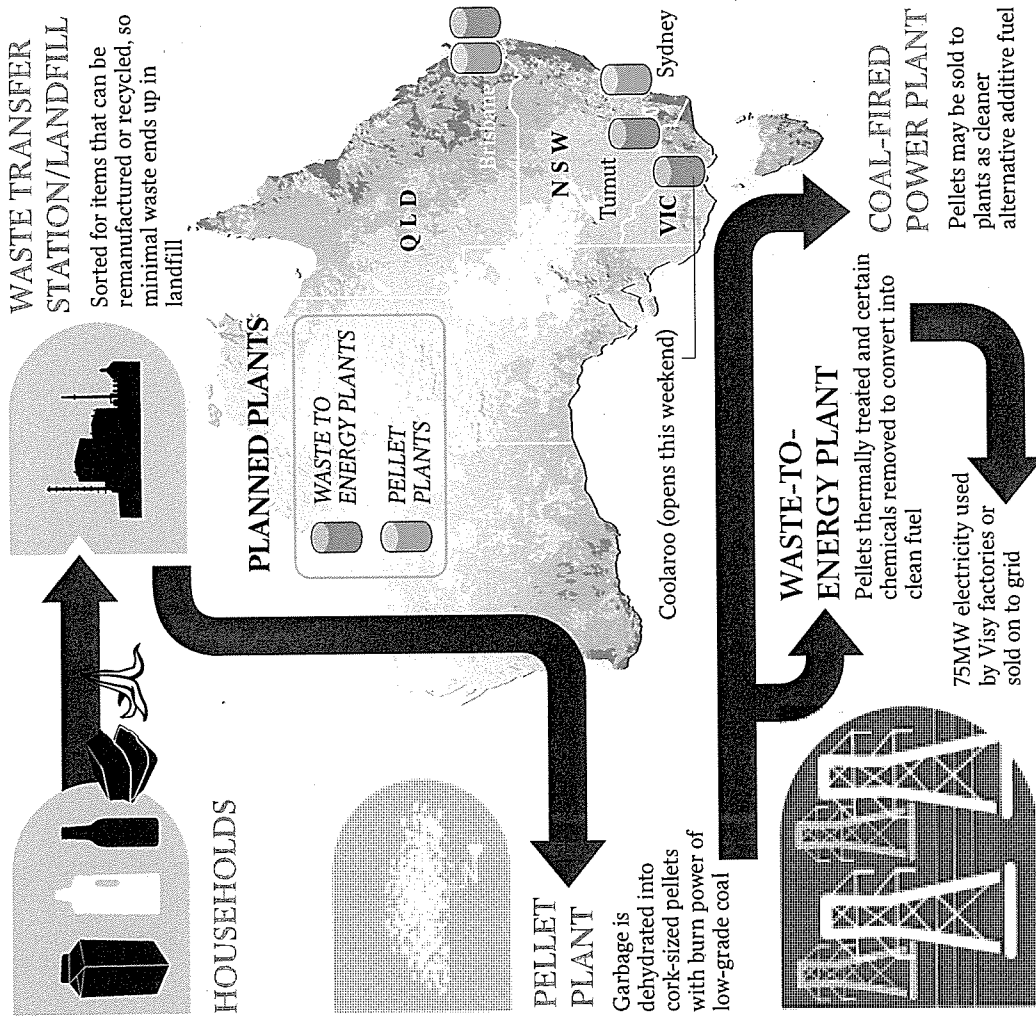 HOUSEHOLDS
WASTE TRANSFER
STATION/LANDFILL
Sorted for items that can be
remanufactured or recycled, so
minimal waste ends up in
landfill
PLANNED PLANTS
WASTE TO
ENERGY PLANTS
PELLET
PLANTS
QLD
Brisbane
NSW
Sydney
Tumut
VIC
Coolaroo (opens this weekend)
PELLET
PLANT
Garbage is
dehydrated into
cork-sized pellets
with burn power of
low-grade coal
WASTE-TO-
ENERGY PLANT
Pellets thermally treated and certain
chemicals removed to convert into
clean fuel
COAL-FIRED
POWER PLANT
Pellets may be sold to
plants as cleaner
alternative additive fuel
75MW electricity used
by Visy factories or
sold on to grid